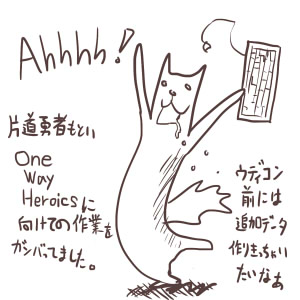 Ahhhh!
片道勇者もとい
One
Way
Heroicsに
向けての作業を
ガンバってました。
ウディコン
前には
追加データ
作りきっちゃい
たいなぁ